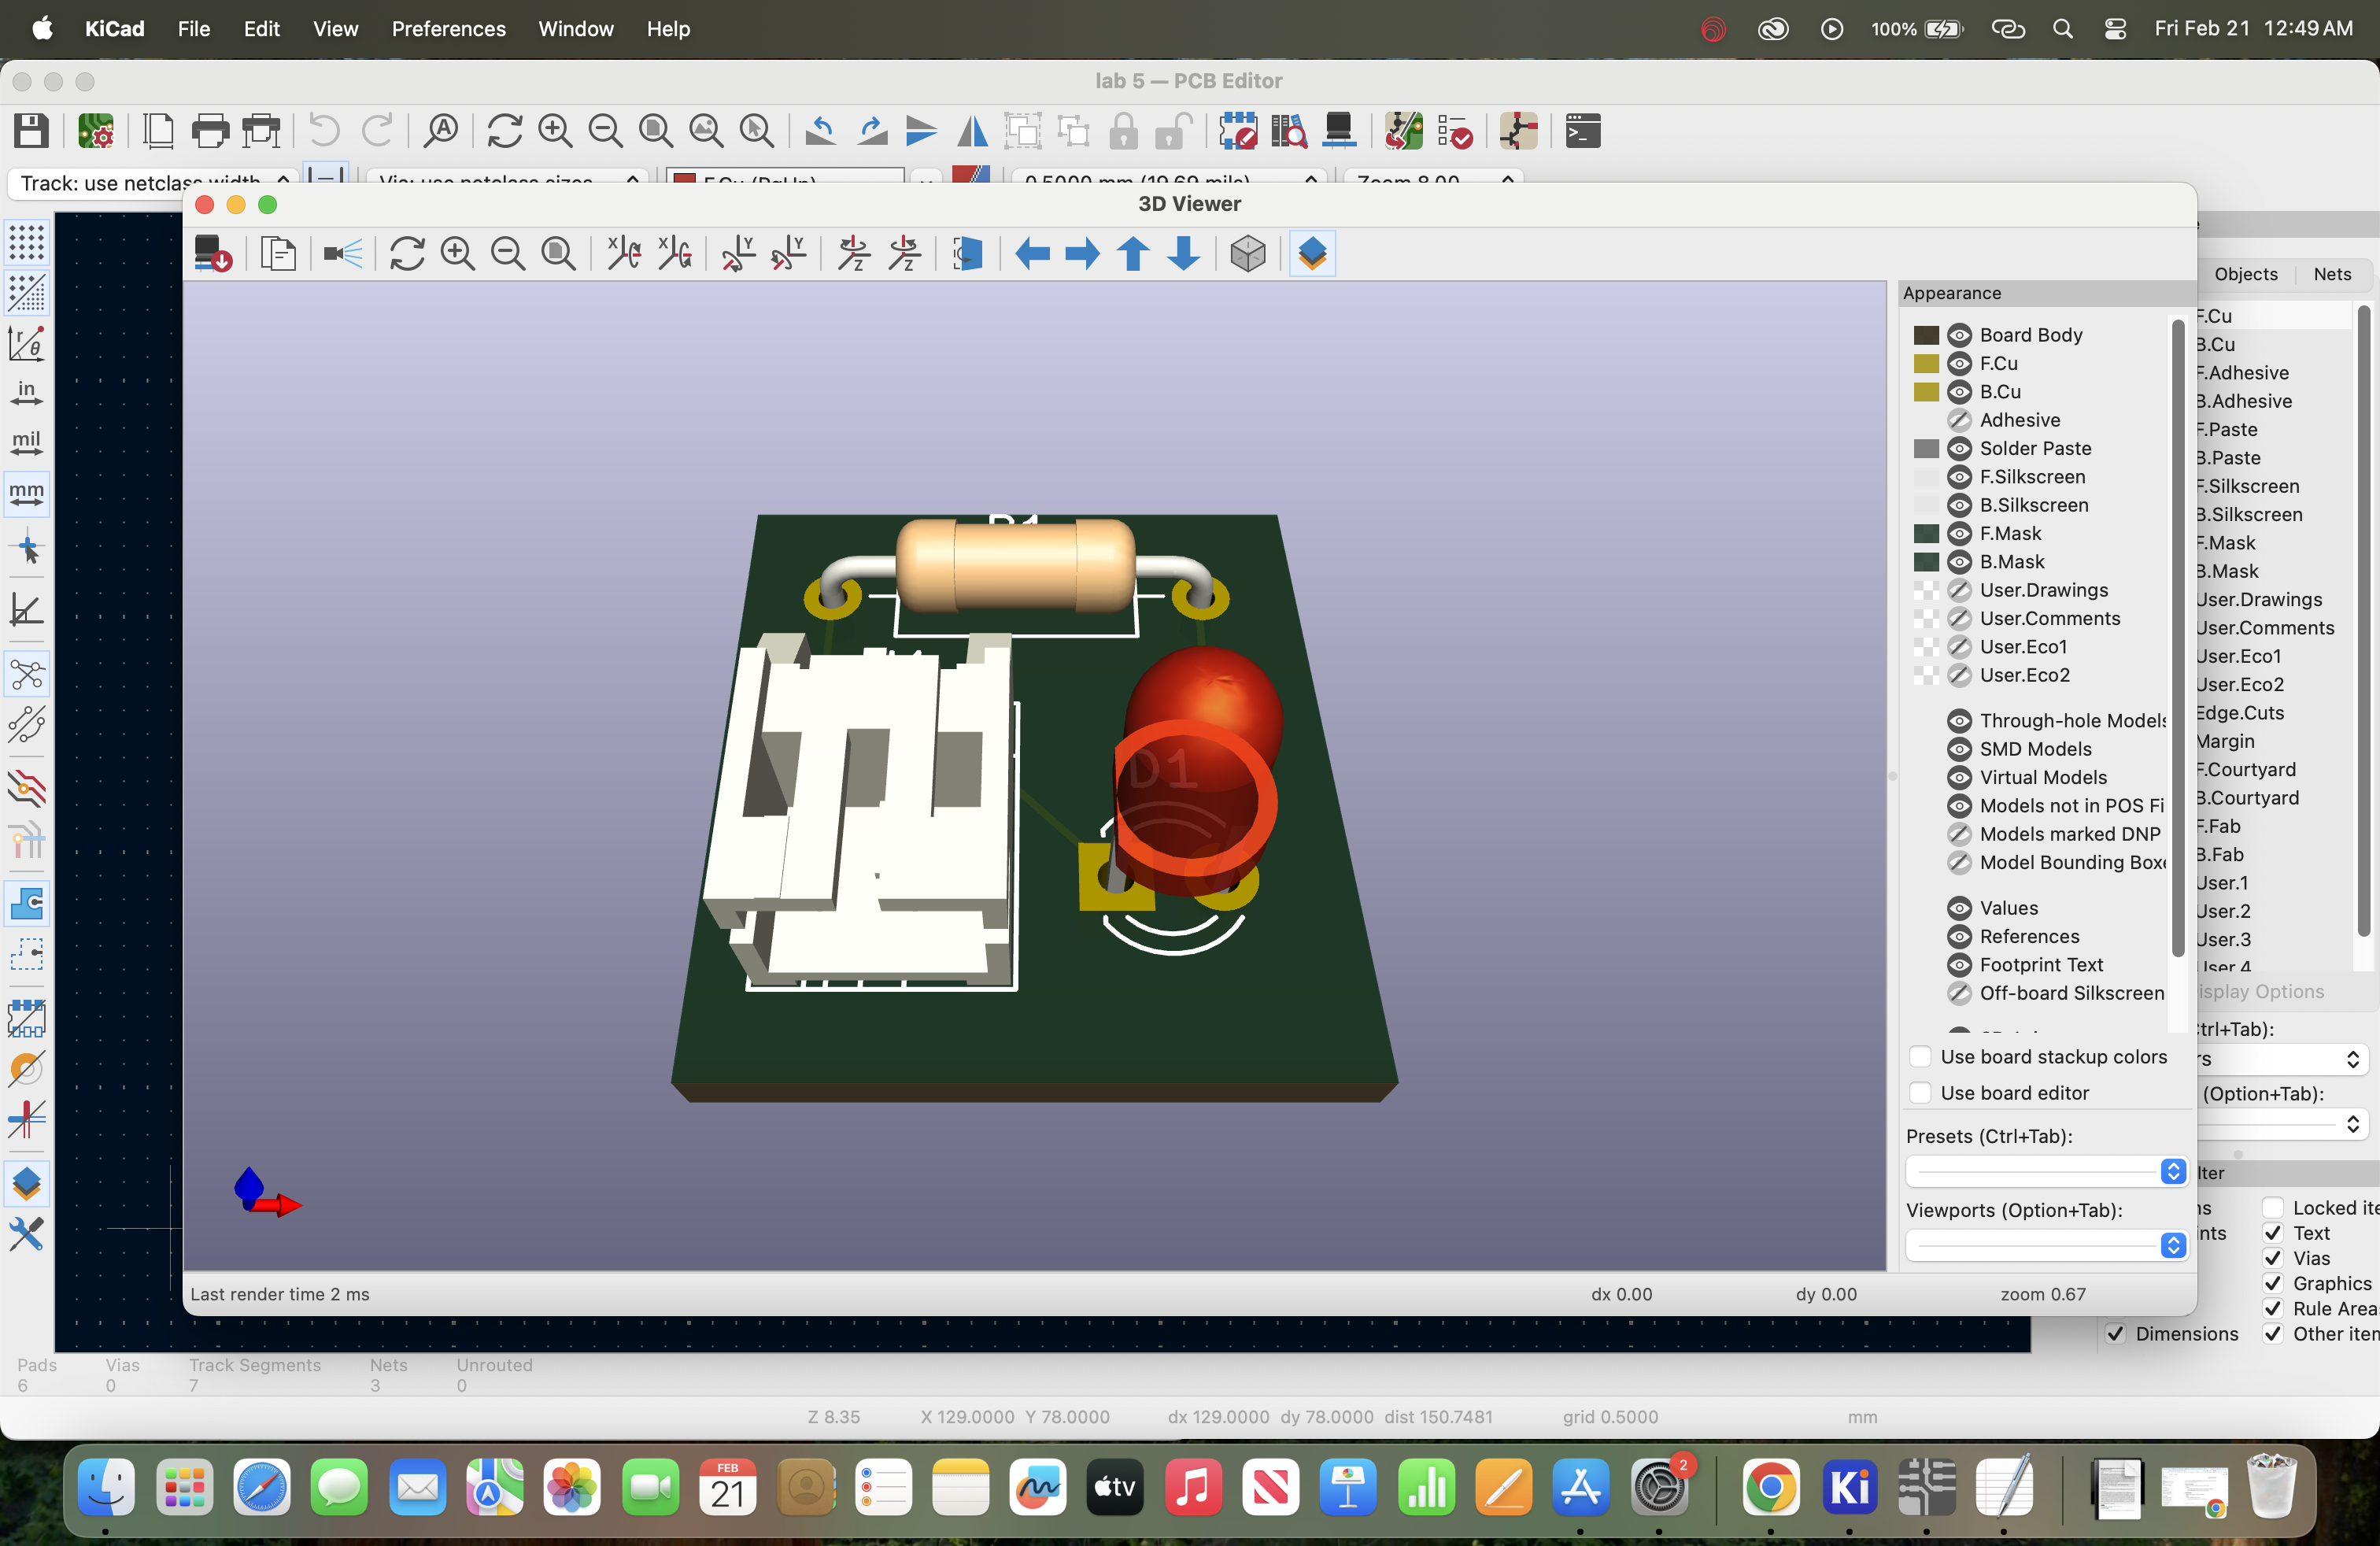 KiCad File Edit View Preferences Window Help 100% Fri Feb 21 12:49 AM
lab 5 — PCB Editor
Track: use netclass width Via: use netclass sizes F.Cu (PgUp) 0.5000 mm (19.69 mils) Zoom 8.00
3D Viewer
Appearance
Objects Nets
Board Body
F.Cu
B.Cu
Adhesive
Solder Paste
F.Silkscreen
B.Silkscreen
F.Mask
B.Mask
User.Drawings
User.Comments
User.Eco1
User.Eco2
Through-hole Models
SMD Models
Virtual Models
Models not in POS Fi
Models marked DNP
Model Bounding Boxe
Values
References
Footprint Text
Off-board Silkscreen
Use board stackup colors
Use board editor
Presets (Ctrl+Tab):
Viewports (Option+Tab):
F.Cu
B.Cu
F.Adhesive
B.Adhesive
F.Paste
B.Paste
F.Silkscreen
B.Silkscreen
F.Mask
B.Mask
User.Drawings
User.Comments
User.Eco1
User.Eco2
Edge.Cuts
Margin
F.Courtyard
B.Courtyard
F.Fab
B.Fab
User.1
User.2
User.3
User.4
isplay Options
trl+Tab):
rs
(Option+Tab):
lter
ns Locked ite
nts Text
Vias
Graphics
Rule Area
Dimensions Other item
in
mil
mm
D1
Last render time 2 ms dx 0.00 dy 0.00 zoom 0.67
Pads Vias Track Segments Nets Unrouted
6 0 7 3 0
Z 8.35 X 129.0000 Y 78.0000 dx 129.0000 dy 78.0000 dist 150.7481 grid 0.5000 mm
FEB
21
tv
2
Ki